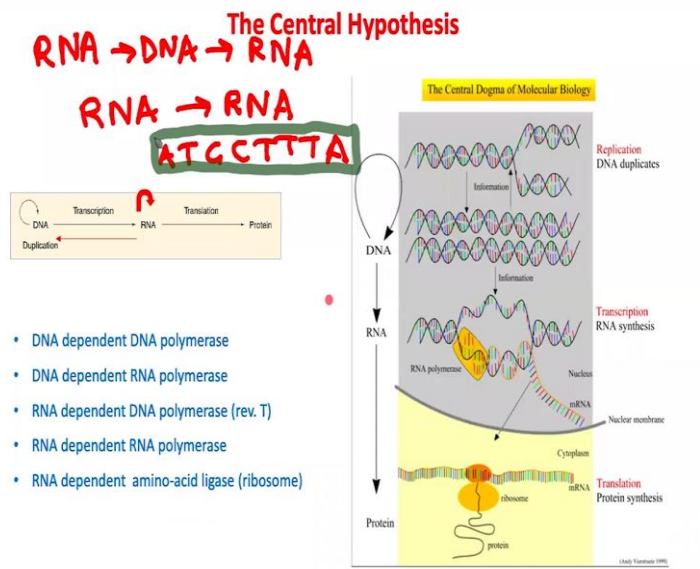 The Central Hypothesis
RNA → DNA → RNA
RNA → RNA
ATGCTTTA
Transcription
Translation
DNA
RNA
Protein
Duplication
• DNA dependent DNA polymerase
• DNA dependent RNA polymerase
• RNA dependent DNA polymerase (rev. T)
• RNA dependent RNA polymerase
• RNA dependent amino-acid ligase (ribosome)
The Central Dogma of Molecular Biology
Replication
DNA duplicates
Information
DNA
Information
Transcription
RNA synthesis
RNA
RNA polymerase
Nucleus
mRNA
Nuclear membrane
Cytoplasm
mRNA
Translation
Protein synthesis
ribosome
Protein
protein
(Andy Vierstraete 1999)